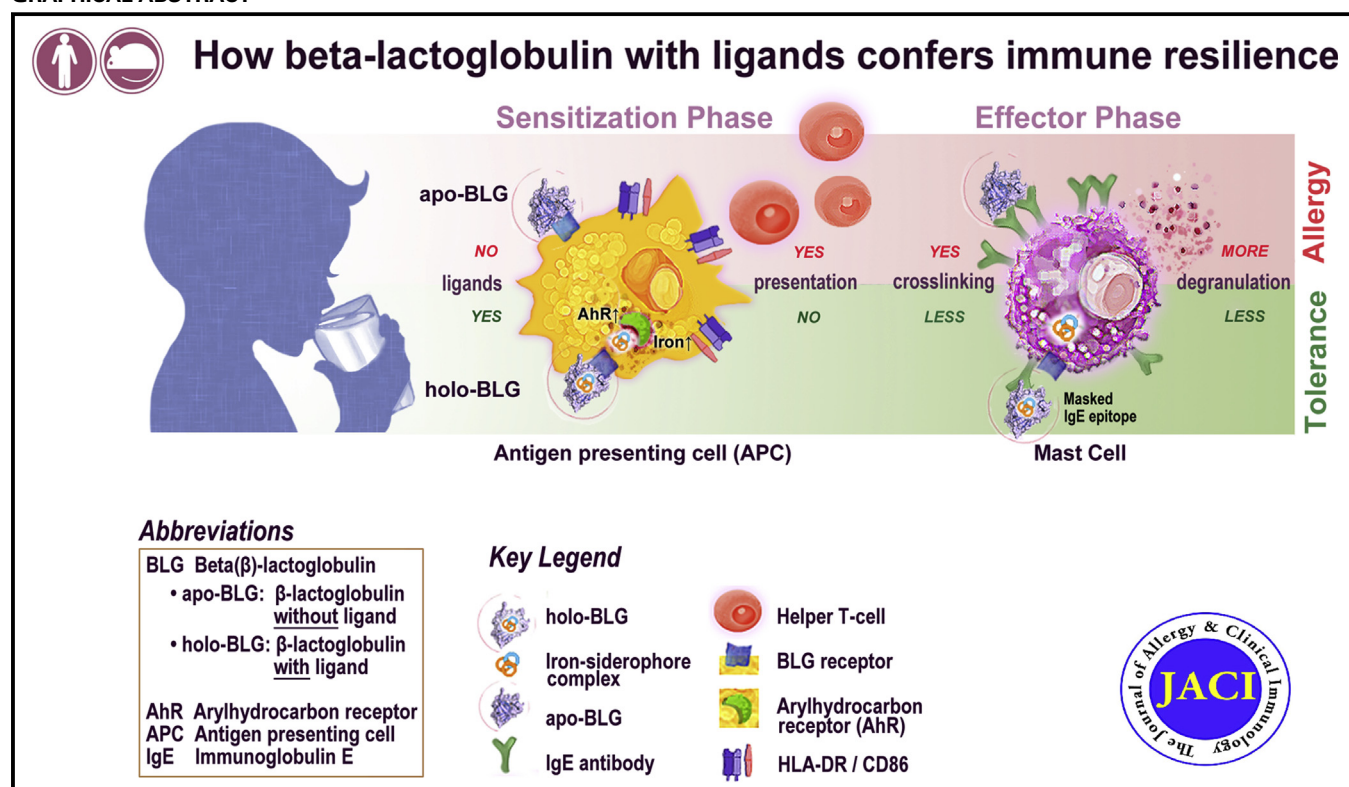 GRAPHICAL ABSTRACT
How beta-lactoglobulin with ligands confers immune resilience
Sensitization Phase
Effector Phase
apo-BLG
NO
ligands
YES
holo-BLG
AhR↑
Iron↑
YES
presentation
NO
YES
crosslinking
LESS
MORE
degranulation
LESS
Masked
IgE epitope
Allergy
Tolerance
Antigen presenting cell (APC)
Mast Cell
Abbreviations
BLG Beta(β)-lactoglobulin
• apo-BLG: β-lactoglobulin
without ligand
• holo-BLG: β-lactoglobulin
with ligand
AhR Arylhydrocarbon receptor
APC Antigen presenting cell
IgE Immunoglobulin E
Key Legend
holo-BLG
Iron-siderophore
complex
apo-BLG
IgE antibody
Helper T-cell
BLG receptor
Arylhydrocarbon
receptor (AhR)
HLA-DR / CD86
The Journal of Allergy & Clinical Immunology
JACI